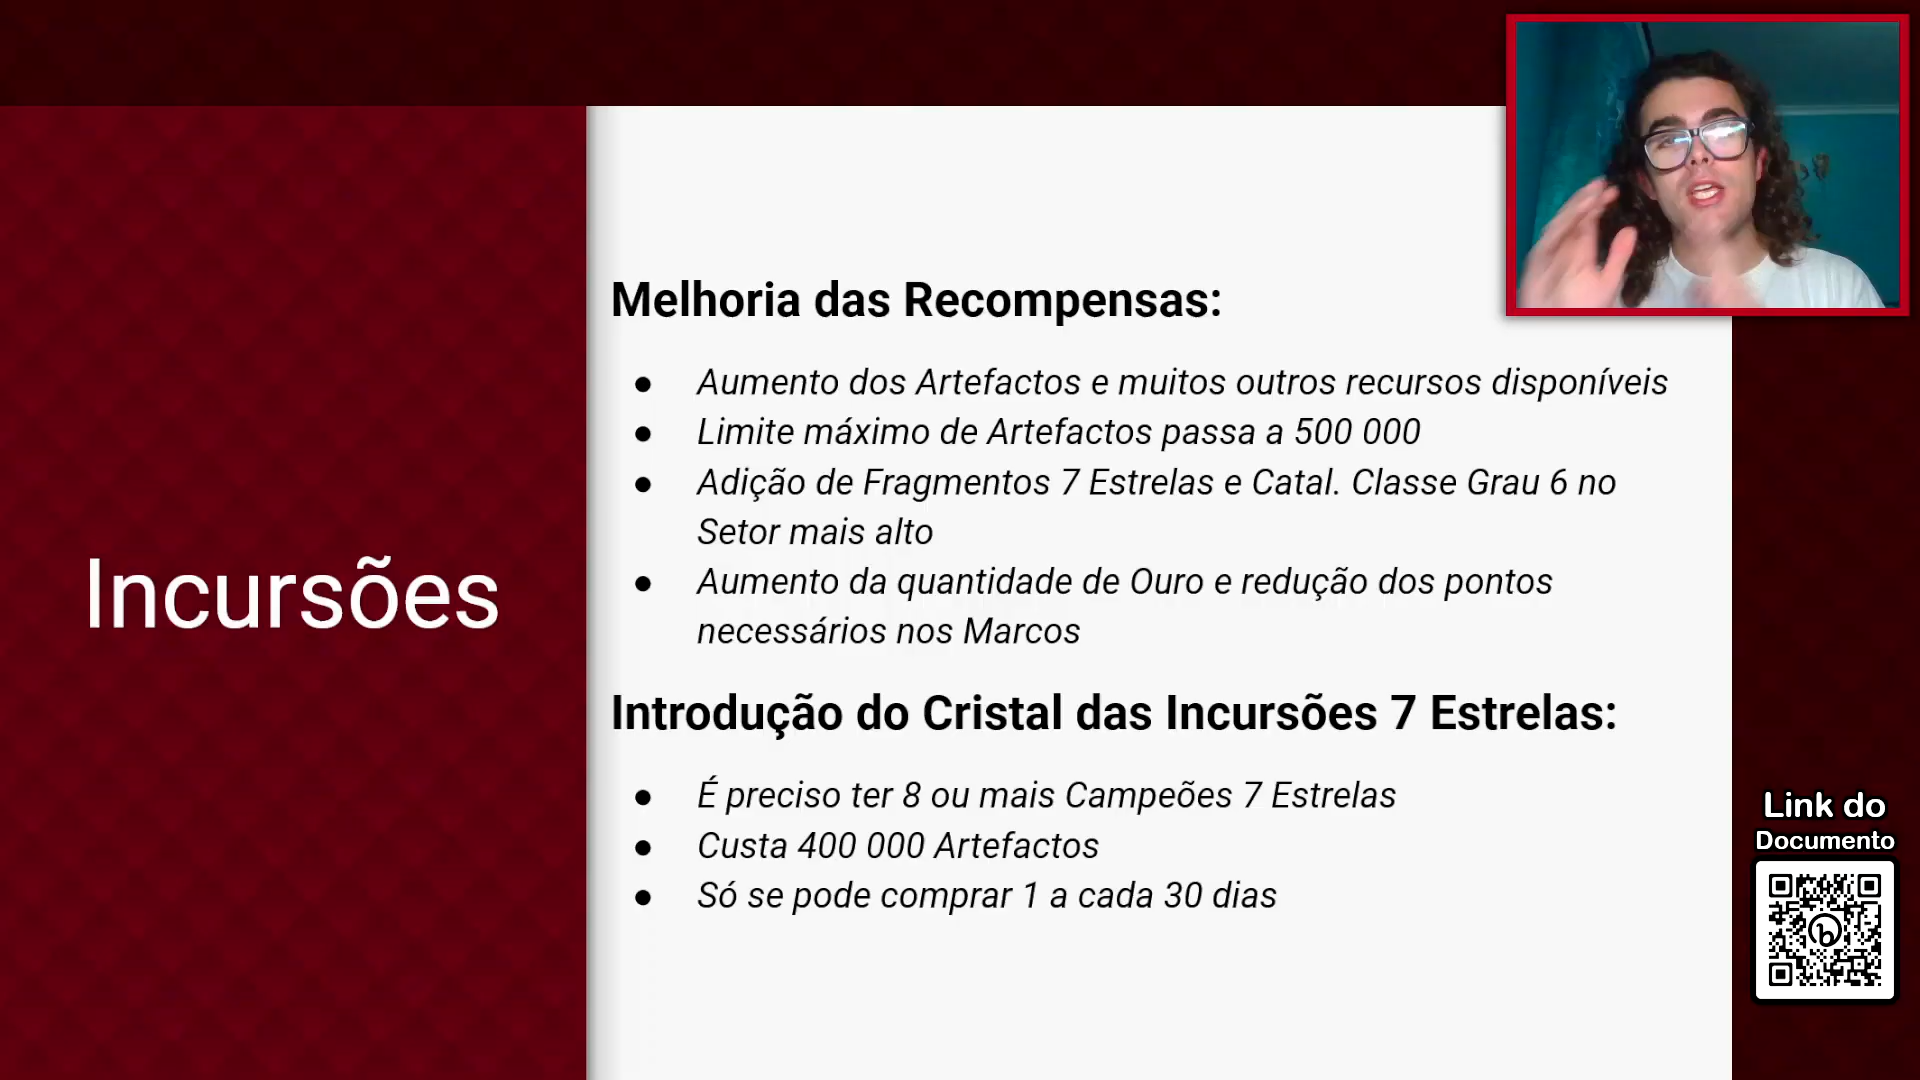 Incursões
Melhoria das Recompensas:
● Aumento dos Artefactos e muitos outros recursos disponíveis
● Limite máximo de Artefactos passa a 500 000
● Adição de Fragmentos 7 Estrelas e Catal. Classe Grau 6 no
Setor mais alto
● Aumento da quantidade de Ouro e redução dos pontos
necessários nos Marcos
Introdução do Cristal das Incursões 7 Estrelas:
● É preciso ter 8 ou mais Campeões 7 Estrelas
● Custa 400 000 Artefactos
● Só se pode comprar 1 a cada 30 dias
Link do
Documento
b